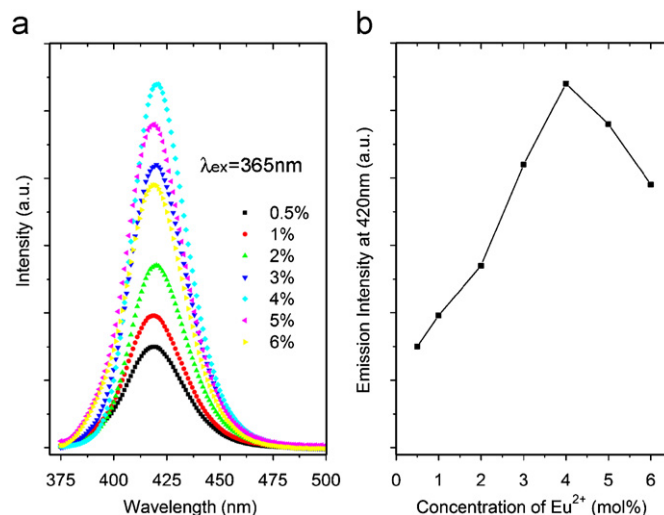 a
Intensity (a.u.)
λex=365nm
0.5%
1%
2%
3%
4%
5%
6%
375 400 425 450 475 500
Wavelength (nm)
b
Emission Intensity at 420nm (a.u.)
0 1 2 3 4 5 6
Concentration of Eu²⁺ (mol%)